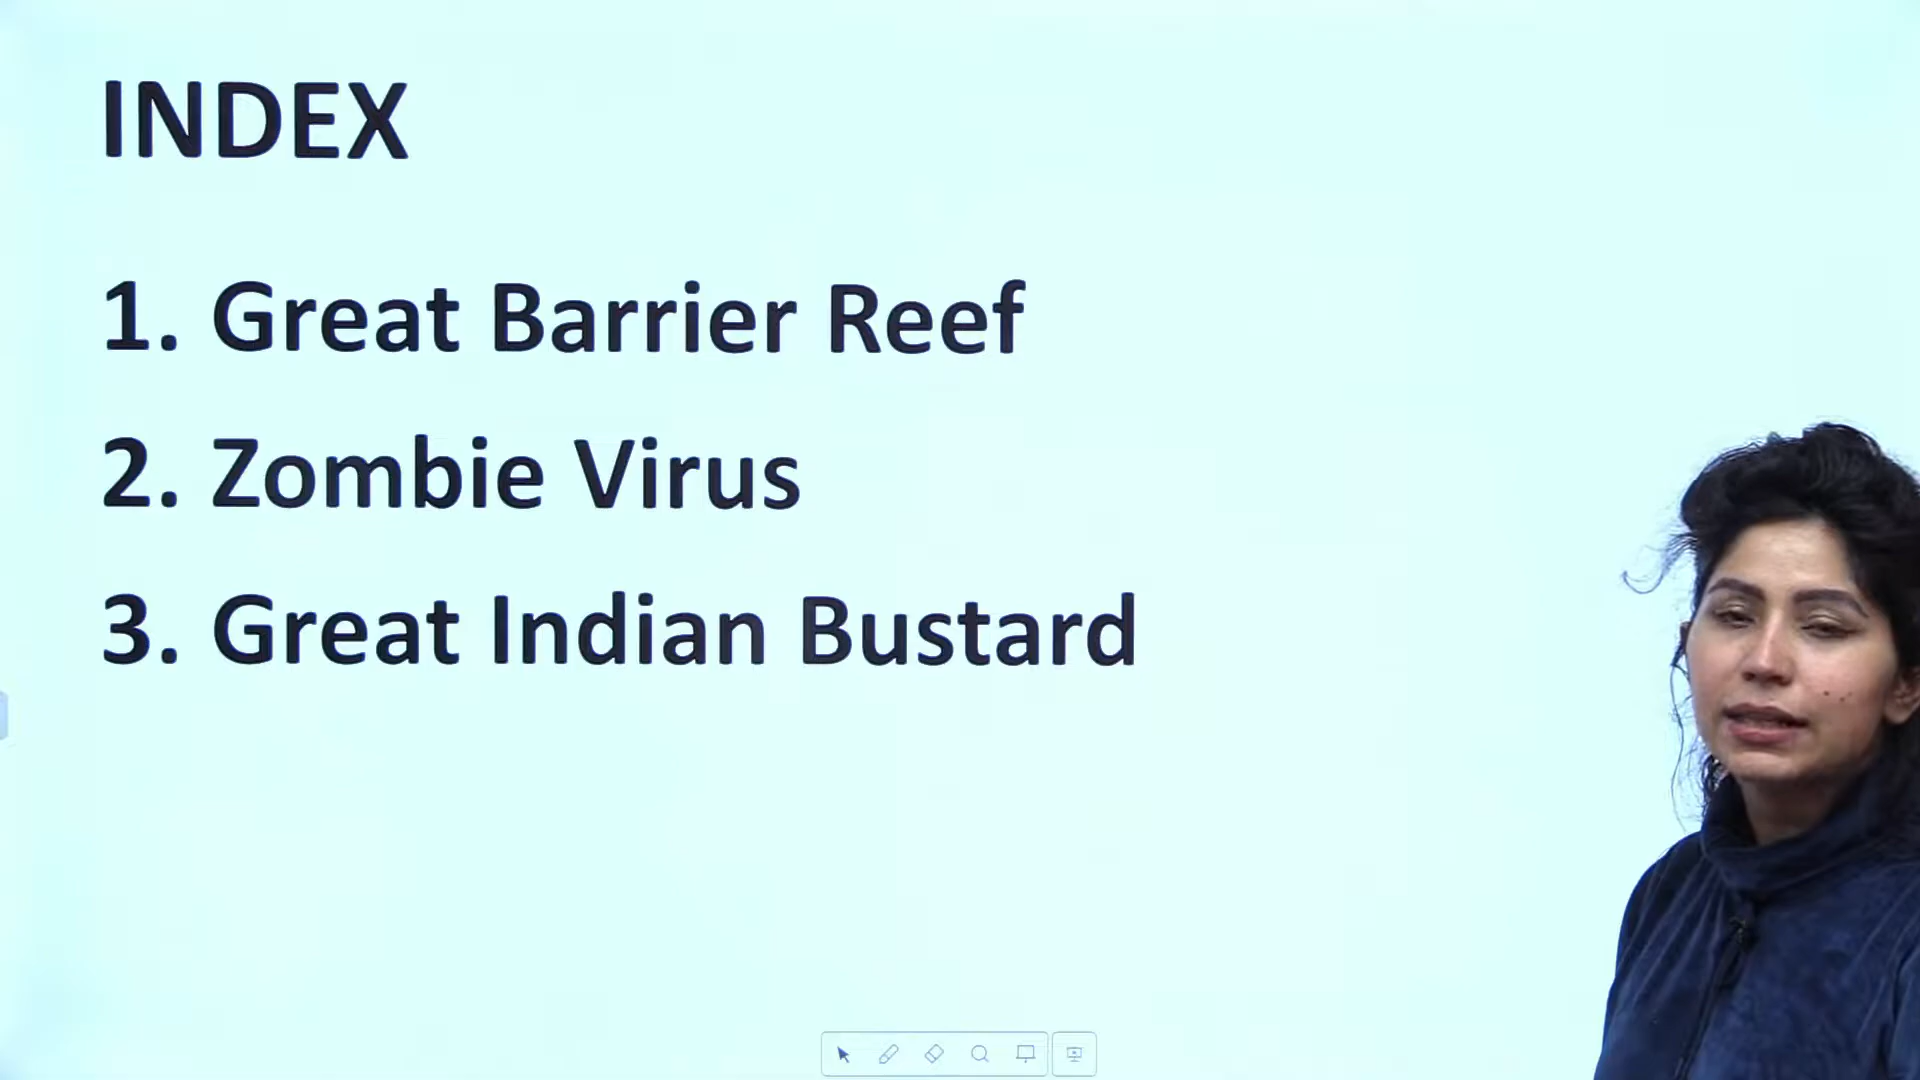 INDEX
1. Great Barrier Reef
2. Zombie Virus
3. Great Indian Bustard